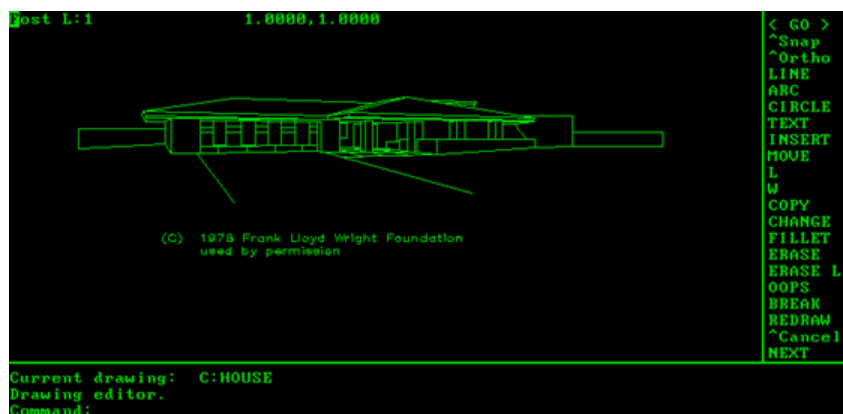 Fost L:1 1.0000,1.0000
< GO >
^Snap
^Ortho
LINE
ARC
CIRCLE
TEXT
INSERT
MOVE
L
W
COPY
CHANGE
FILLET
ERASE
ERASE L
OOPS
BREAK
REDRAW
^Cancel
NEXT
(C) 1978 Frank Lloyd Wright Foundation
used by permission
Current drawing: C:HOUSE
Drawing editor.
Command: